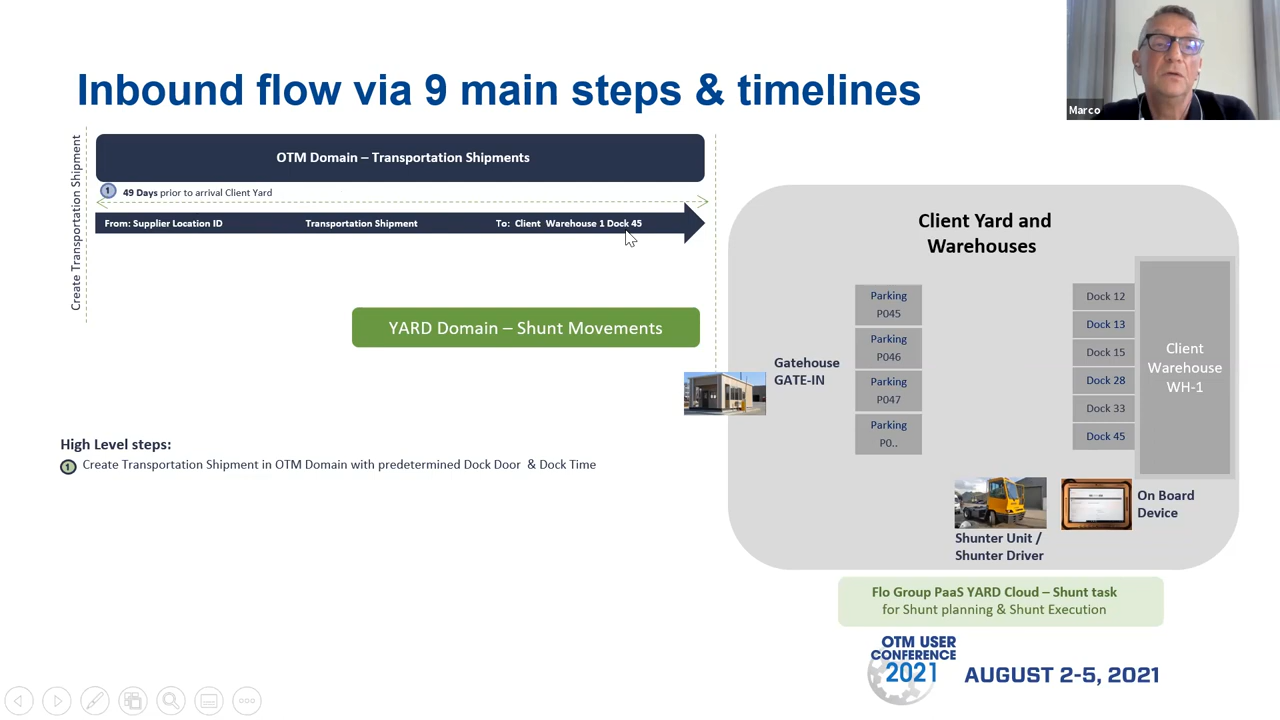 Marco
Inbound flow via 9 main steps & timelines
Create Transportation Shipment
OTM Domain – Transportation Shipments
1 49 Days prior to arrival Client Yard
From: Supplier Location ID Transportation Shipment To: Client Warehouse 1 Dock 45
YARD Domain – Shunt Movements
High Level steps:
1 Create Transportation Shipment in OTM Domain with predetermined Dock Door & Dock Time
Client Yard and
Warehouses
Gatehouse
GATE-IN
Parking
P045
Parking
P046
Parking
P047
Parking
P0..
Dock 12
Dock 13
Dock 15
Dock 28
Dock 33
Dock 45
Client
Warehouse
WH-1
Shunter Unit /
Shunter Driver
On Board
Device
Flo Group PaaS YARD Cloud – Shunt task
for Shunt planning & Shunt Execution
OTM USER
CONFERENCE
2021
AUGUST 2-5, 2021